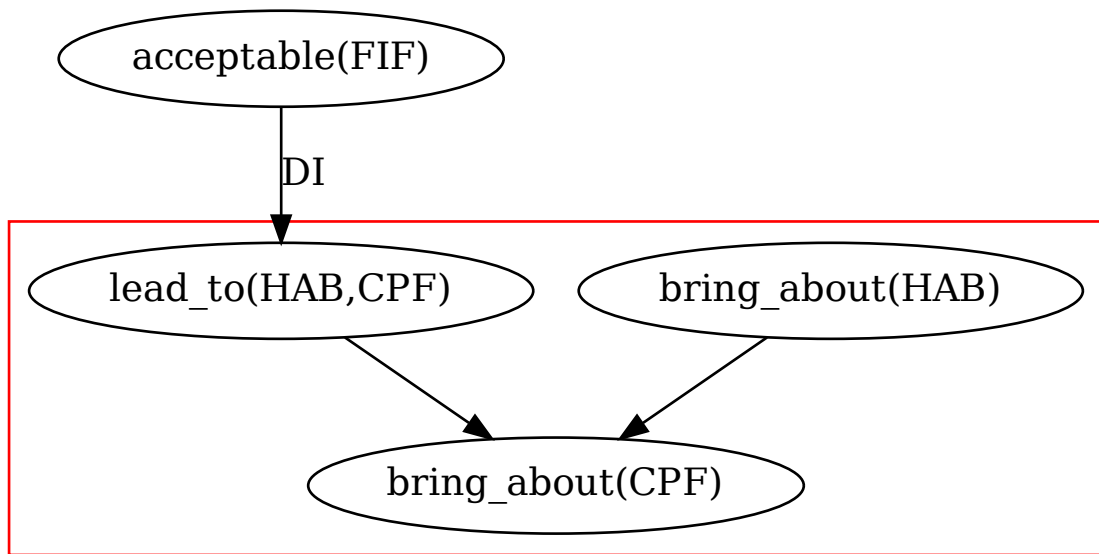 acceptable(FIF)
DI
lead_to(HAB,CPF)
bring_about(HAB)
bring_about(CPF)